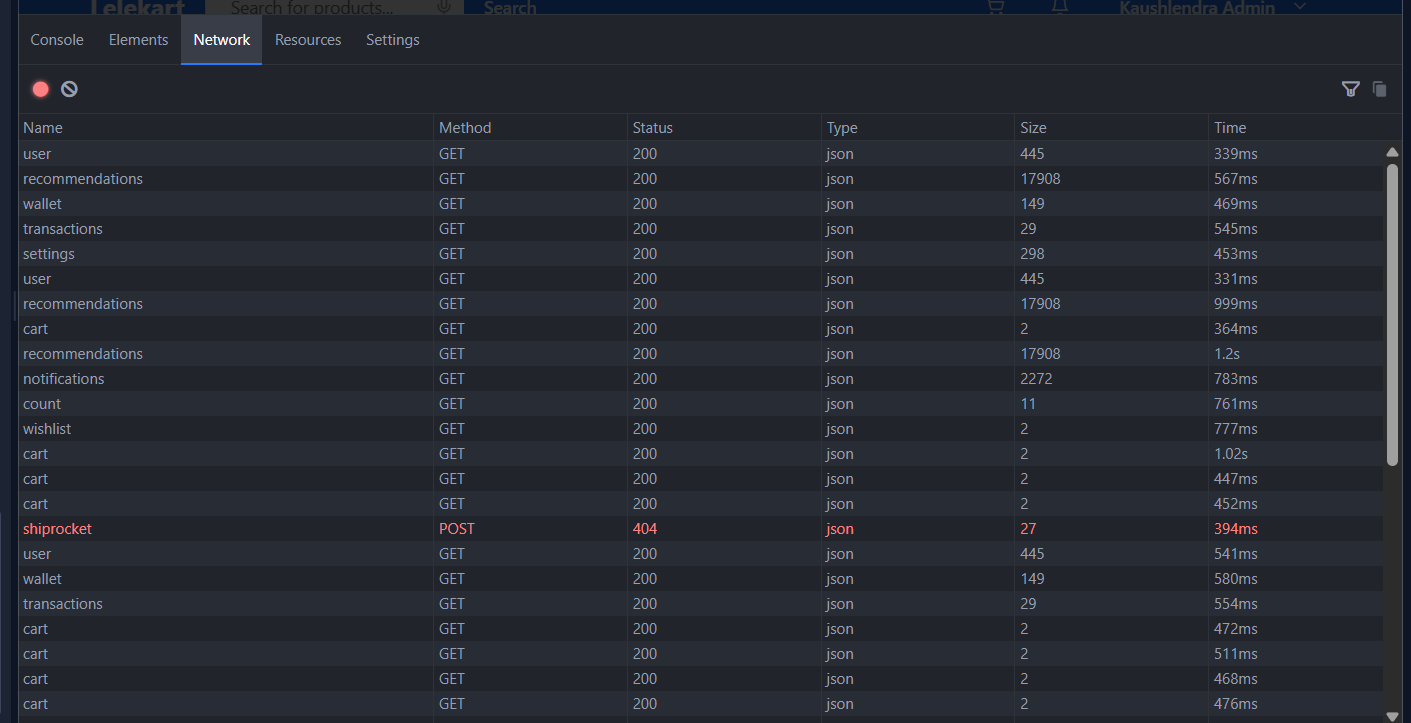 Lelekart Search for products... Search Kaushlendra Admin
Console Elements Network Resources Settings
Name Method Status Type Size Time
user GET 200 json 445 339ms
recommendations GET 200 json 17908 567ms
wallet GET 200 json 149 469ms
transactions GET 200 json 29 545ms
settings GET 200 json 298 453ms
user GET 200 json 445 331ms
recommendations GET 200 json 17908 999ms
cart GET 200 json 2 364ms
recommendations GET 200 json 17908 1.2s
notifications GET 200 json 2272 783ms
count GET 200 json 11 761ms
wishlist GET 200 json 2 777ms
cart GET 200 json 2 1.02s
cart GET 200 json 2 447ms
cart GET 200 json 2 452ms
shiprocket POST 404 json 27 394ms
user GET 200 json 445 541ms
wallet GET 200 json 149 580ms
transactions GET 200 json 29 554ms
cart GET 200 json 2 472ms
cart GET 200 json 2 511ms
cart GET 200 json 2 468ms
cart GET 200 json 2 476ms